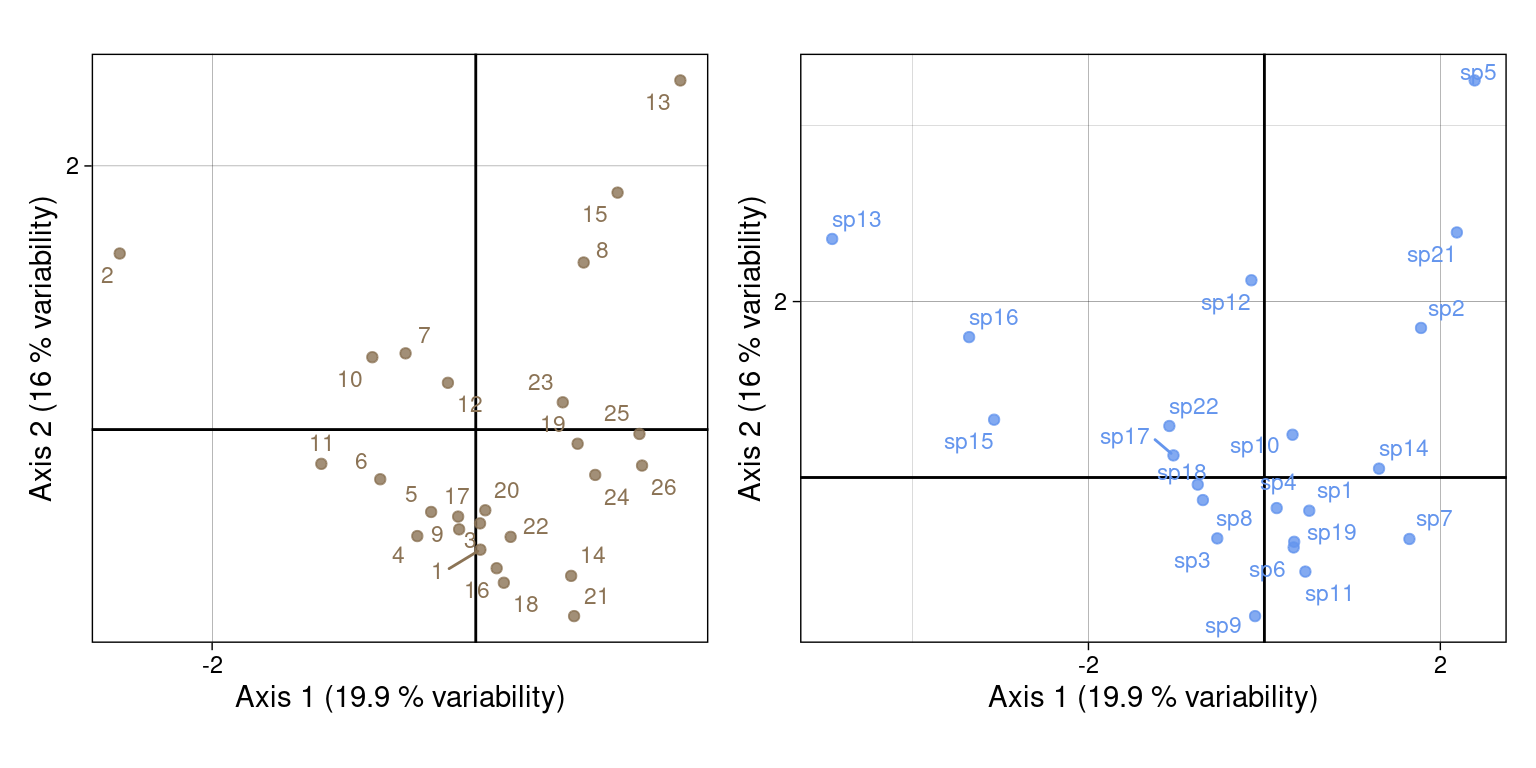 13
15
8
2
7
10
12
23
25
19
11
6
26
24
5
17
20
9
22
3
4
1
14
16
18
21
2
-2
Axis 1 (19.9 % variability)
Axis 2 (16 % variability)
sp5
sp13
sp21
sp12
sp2
sp16
sp22
sp17
sp15
sp10
sp14
sp18
sp4
sp1
sp8
sp7
sp19
sp3
sp6
sp11
sp9
2
-2
2
Axis 1 (19.9 % variability)
Axis 2 (16 % variability)